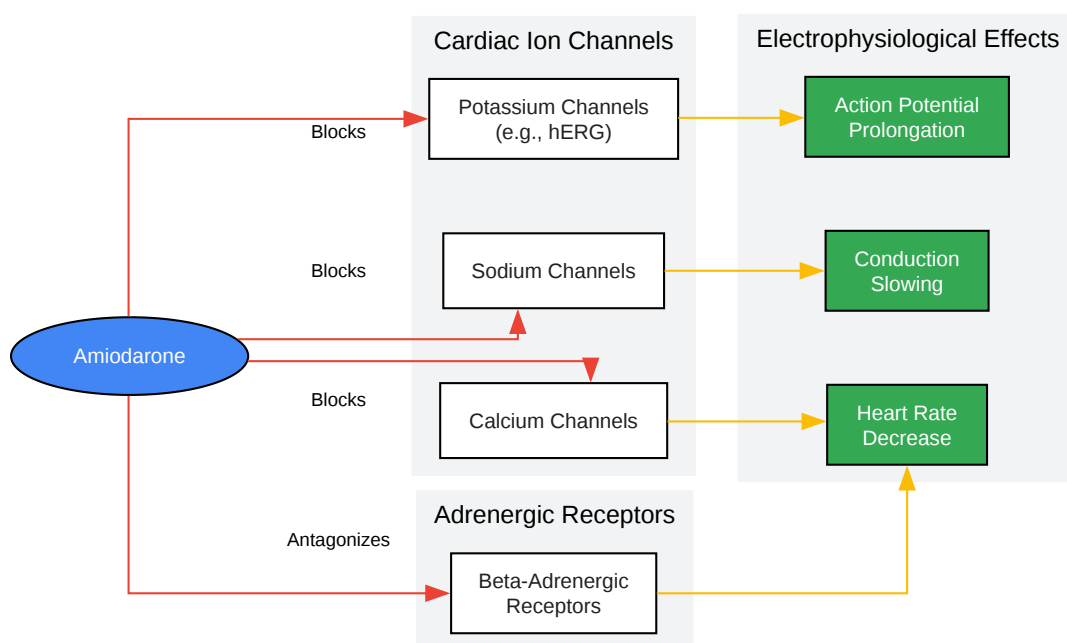 Cardiac Ion Channels
Electrophysiological Effects
Blocks
Potassium Channels
(e.g., hERG)
Action Potential
Prolongation
Blocks
Sodium Channels
Conduction
Slowing
Amiodarone
Blocks
Calcium Channels
Heart Rate
Decrease
Adrenergic Receptors
Antagonizes
Beta-Adrenergic
Receptors